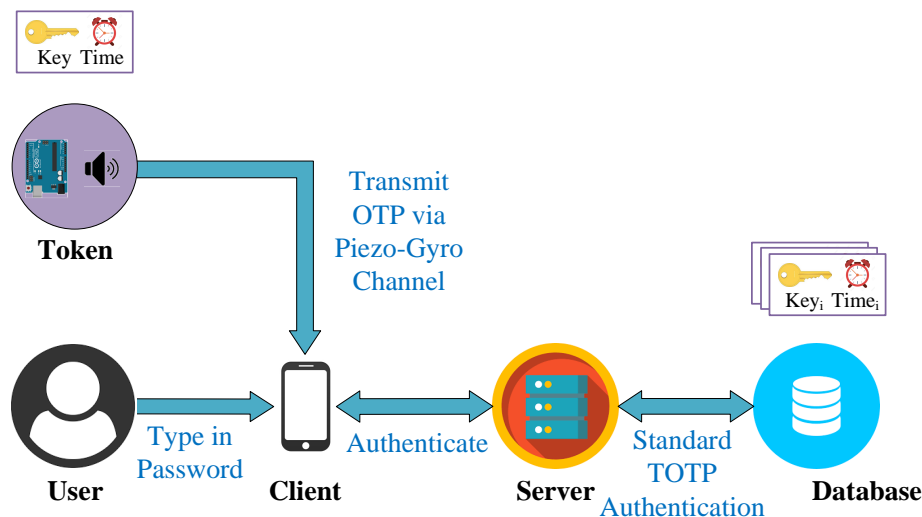 Key Time
Token
Transmit
OTP via
Piezo-Gyro
Channel
Keyᵢ Timeᵢ
Type in
Password
Authenticate
Standard
TOTP
Authentication
User
Client
Server
Database